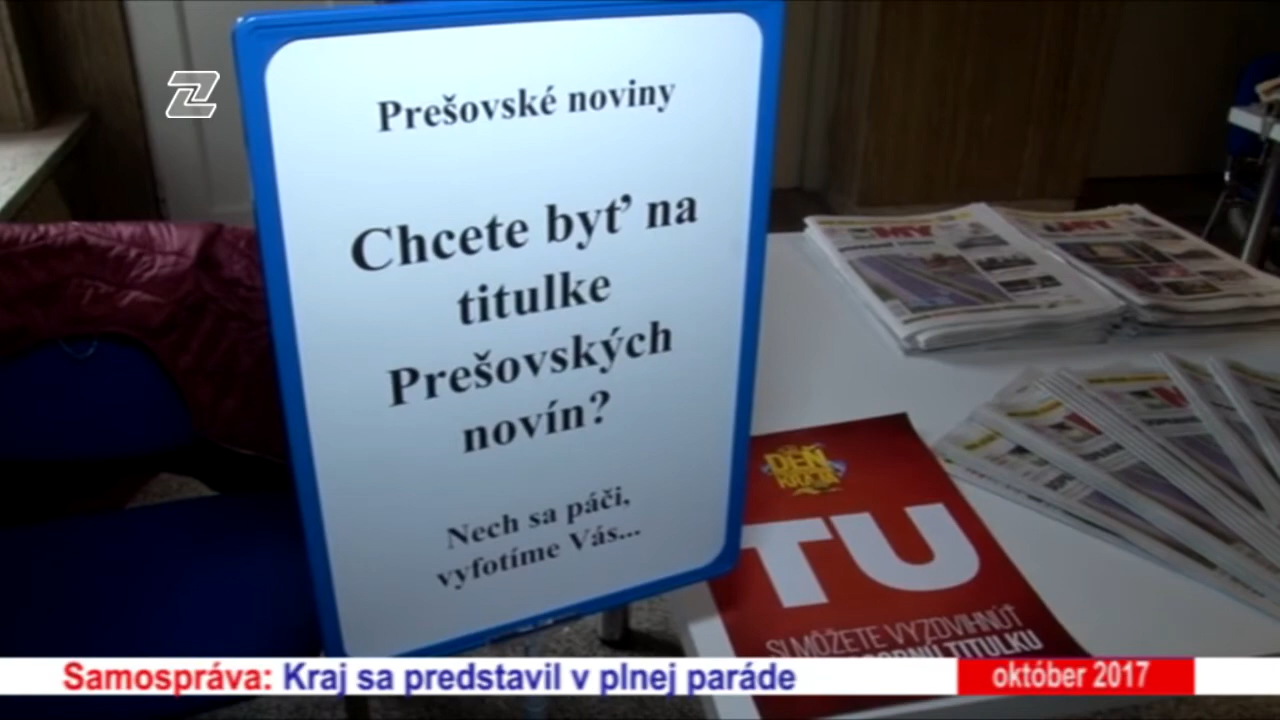 Prešovské noviny
Chcete byť na
titulke
Prešovských
novín?
Nech sa páči,
vyfotíme Vás...
MY
MY
DEŇ
KRAJA
TU
SI MÔŽETE VYZDVIHNÚŤ
TITULKU
Samospráva: Kraj sa predstavil v plnej paráde
október 2017